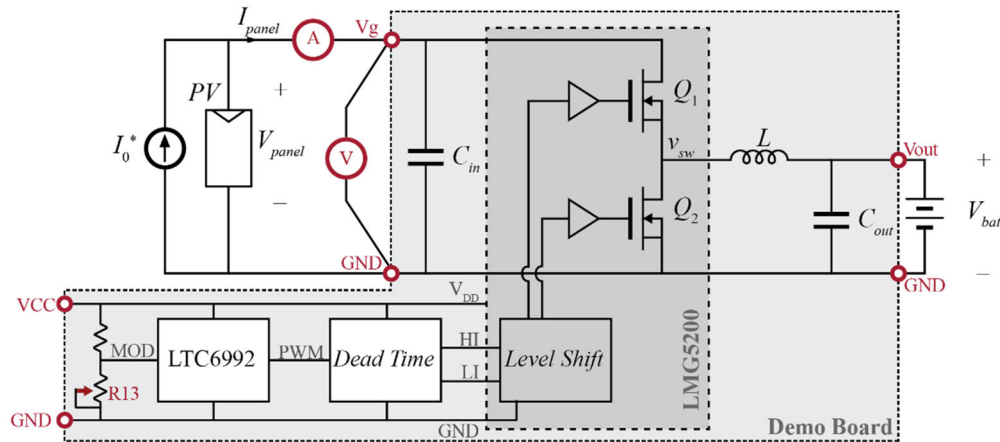 I_panel
A
Vg
PV
+
V_panel
−
I_0^*
V
C_in
Q_1
v_sw
L
Vout
+
Q_2
C_out
V_bat
−
GND
GND
VCC
V_DD
MOD
LTC6992
PWM
Dead Time
HI
LI
Level Shift
LMG5200
R13
GND
GND
Demo Board